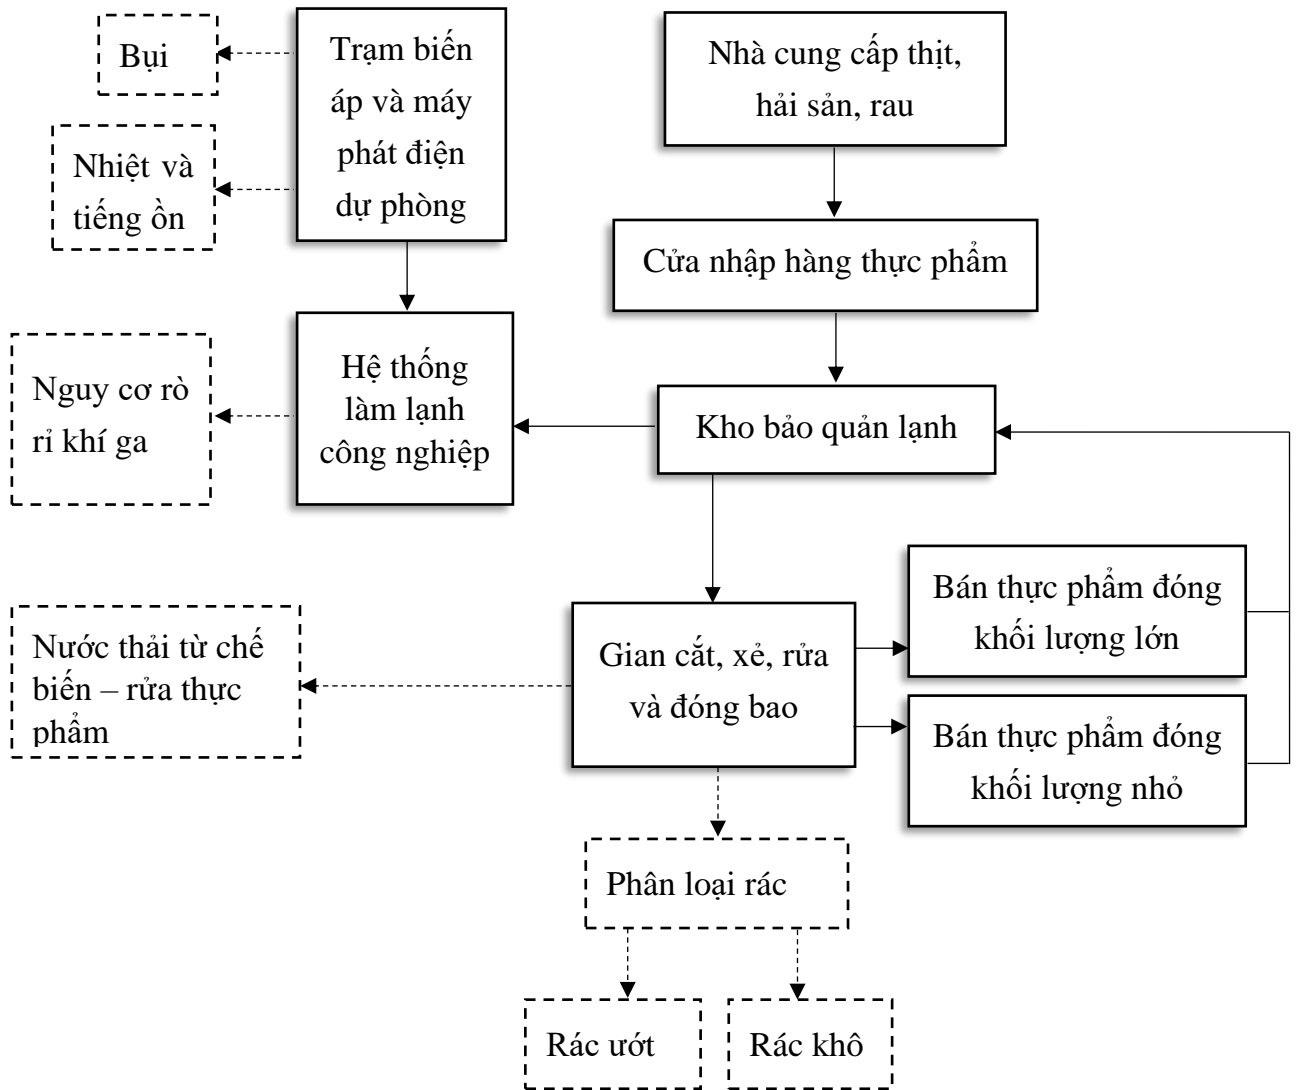 Bụi
Trạm biến
áp và máy
phát điện
dự phòng
Nhà cung cấp thịt,
hải sản, rau
Nhiệt và
tiếng ồn
Cửa nhập hàng thực phẩm
Nguy cơ rò
rỉ khí ga
Hệ thống
làm lạnh
công nghiệp
Kho bảo quản lạnh
Nước thải từ chế
biến – rửa thực
phẩm
Gian cắt, xẻ, rửa
và đóng bao
Bán thực phẩm đóng
khối lượng lớn
Bán thực phẩm đóng
khối lượng nhỏ
Phân loại rác
Rác ướt
Rác khô